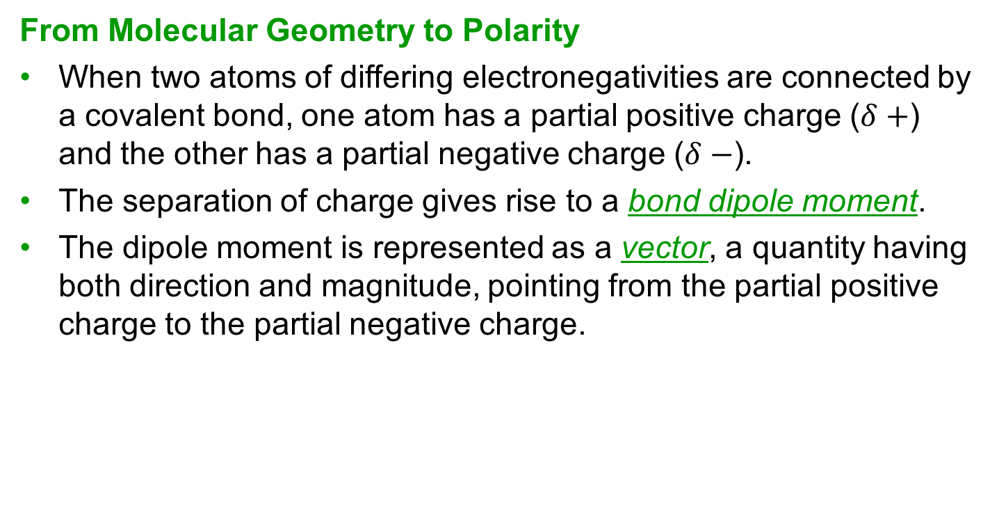 From Molecular Geometry to Polarity
• When two atoms of differing electronegativities are connected by
a covalent bond, one atom has a partial positive charge (δ +)
and the other has a partial negative charge (δ −).
• The separation of charge gives rise to a bond dipole moment.
• The dipole moment is represented as a vector, a quantity having
both direction and magnitude, pointing from the partial positive
charge to the partial negative charge.